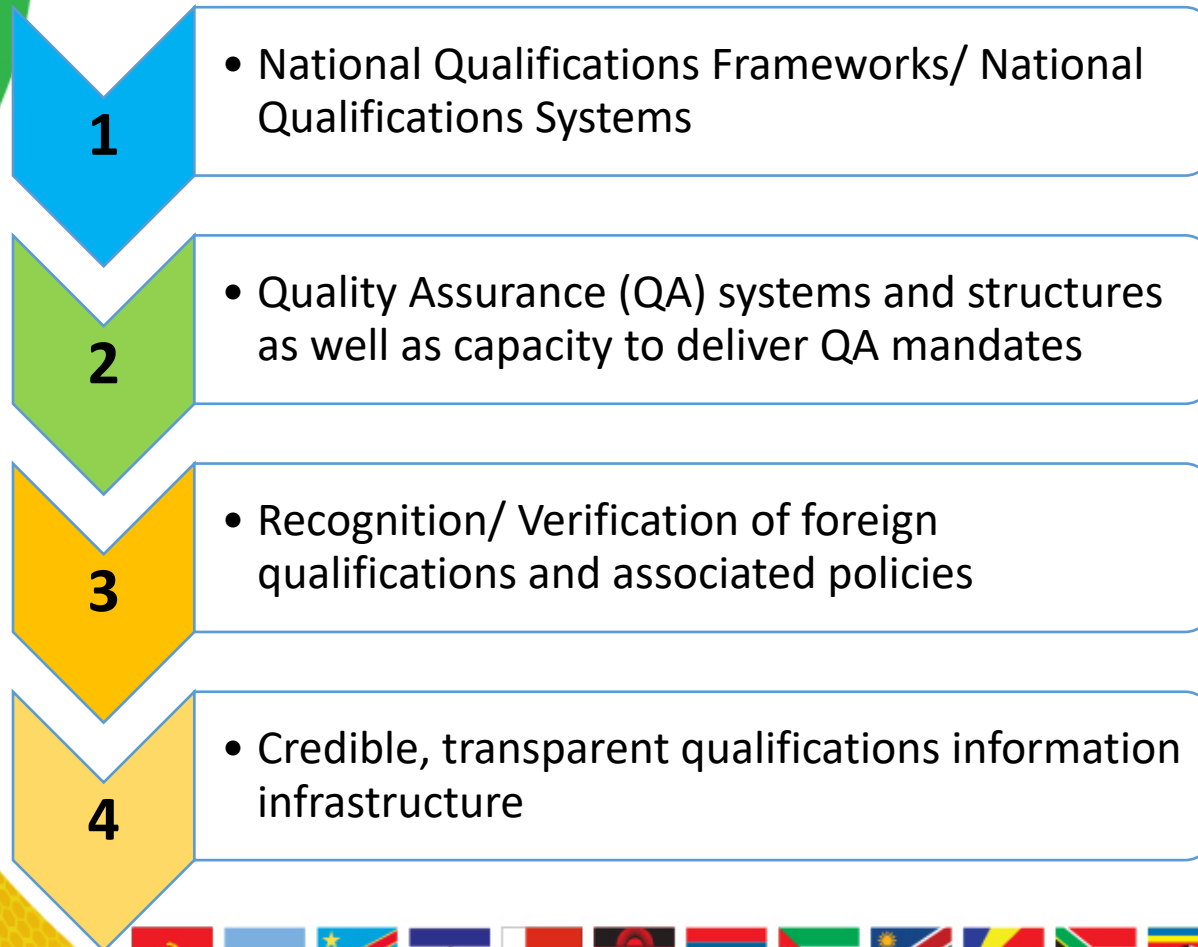 1
• National Qualifications Frameworks/ National
Qualifications Systems
2
• Quality Assurance (QA) systems and structures
as well as capacity to deliver QA mandates
3
• Recognition/ Verification of foreign
qualifications and associated policies
4
• Credible, transparent qualifications information
infrastructure